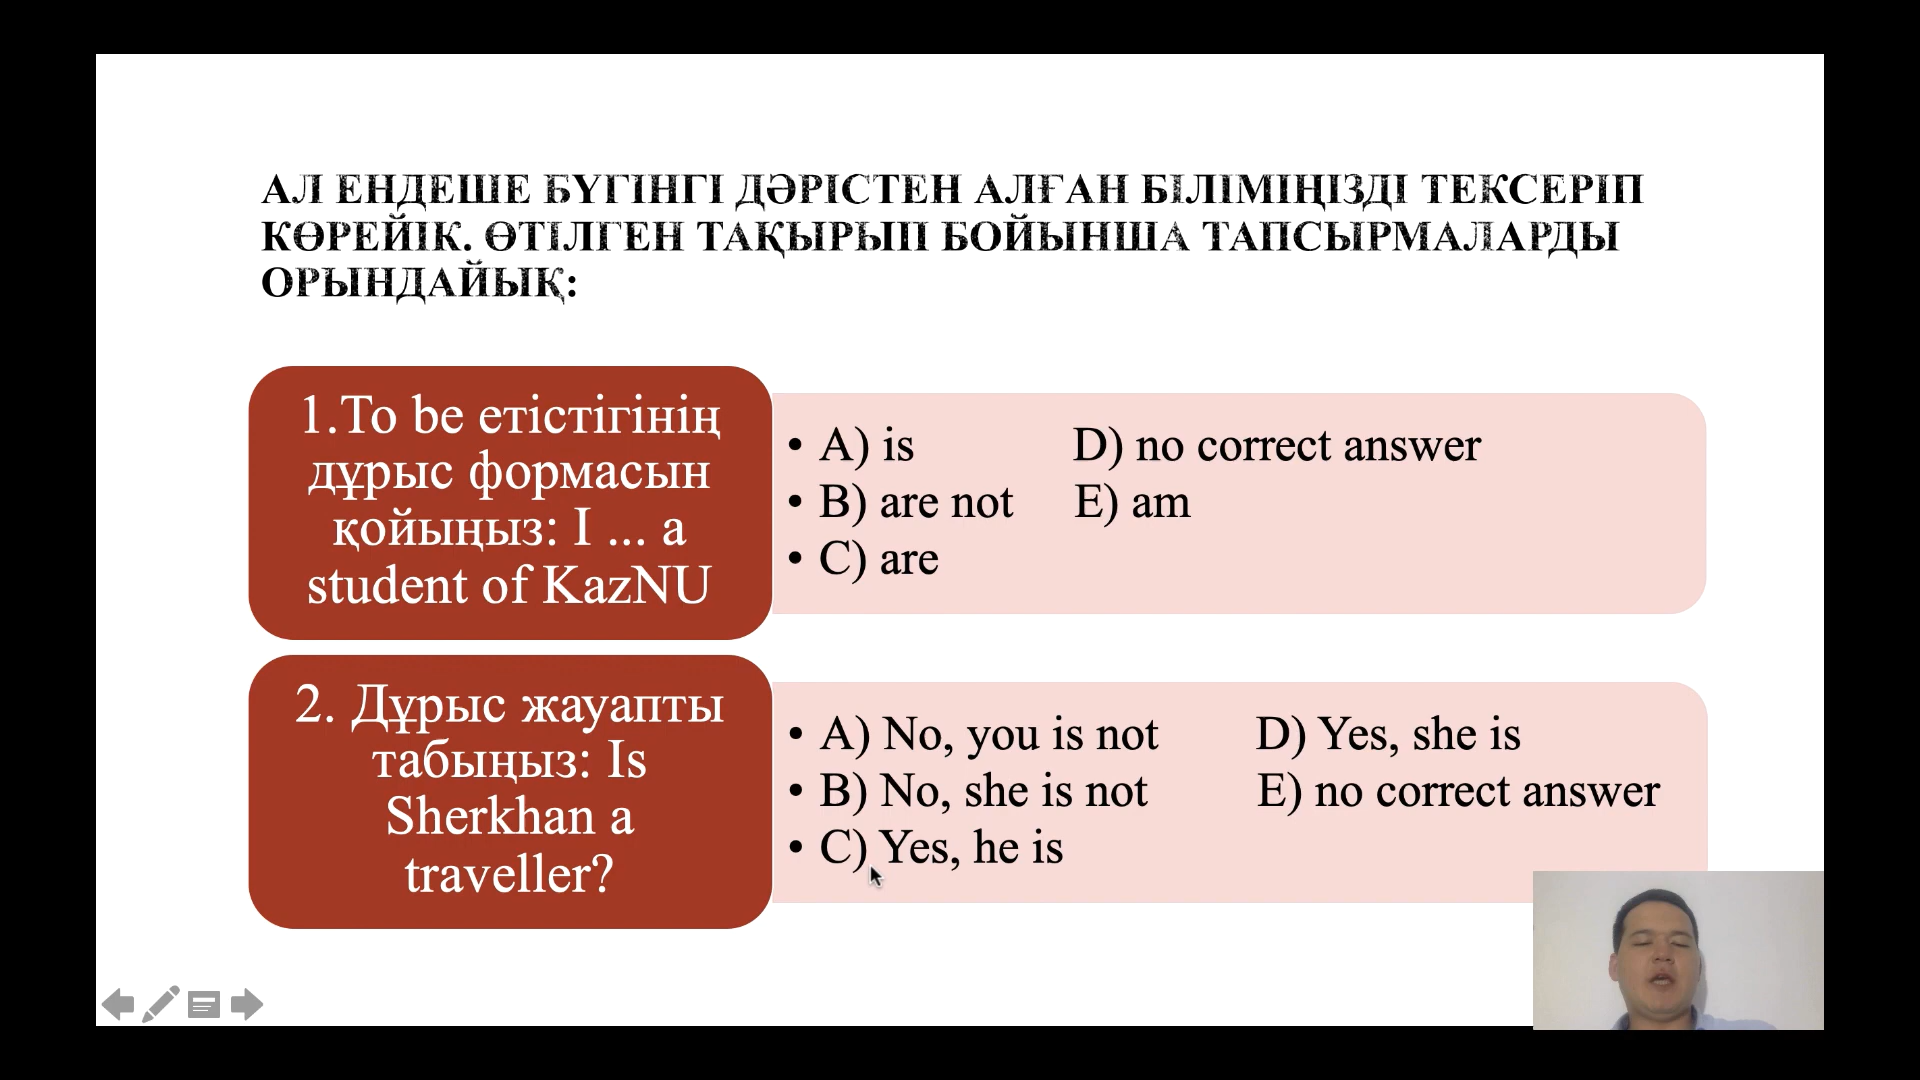 АЛ ЕНДЕШЕ БҮГІНГІ ДӘРІСТЕН АЛҒАН БІЛІМІҢІЗДІ ТЕКСЕРІП
КӨРЕЙІК. ӨТІЛГЕН ТАҚЫРЫП БОЙЫНША ТАПСЫРМАЛАРДЫ
ОРЫНДАЙЫҚ:
1.To be етістігінің
дұрыс формасын
қойыңыз: I ... a
student of KazNU
• A) is D) no correct answer
• B) are not E) am
• C) are
2. Дұрыс жауапты
табыңыз: Is
Sherkhan a
traveller?
• A) No, you is not D) Yes, she is
• B) No, she is not E) no correct answer
• C) Yes, he is